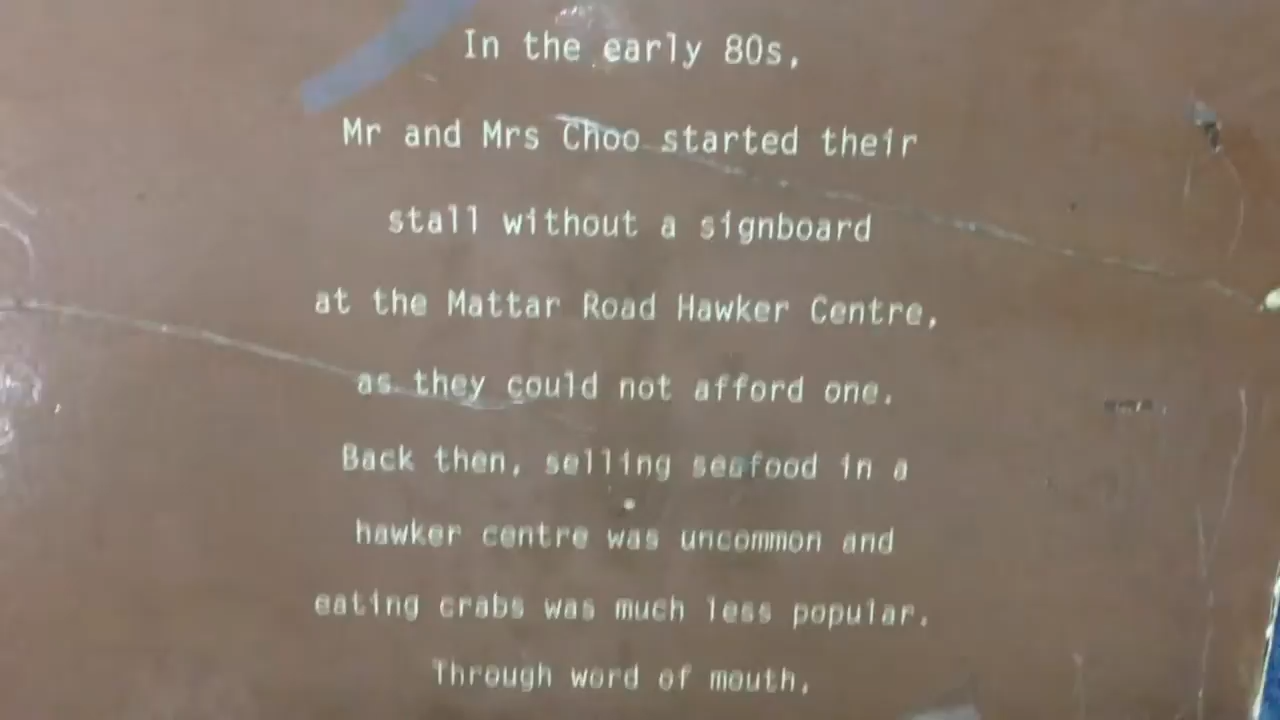 In the early 80s,
Mr and Mrs Choo started their
stall without a signboard
at the Mattar Road Hawker Centre,
as they could not afford one.
Back then, selling seafood in a
hawker centre was uncommon and
eating crabs was much less popular.
Through word of mouth,